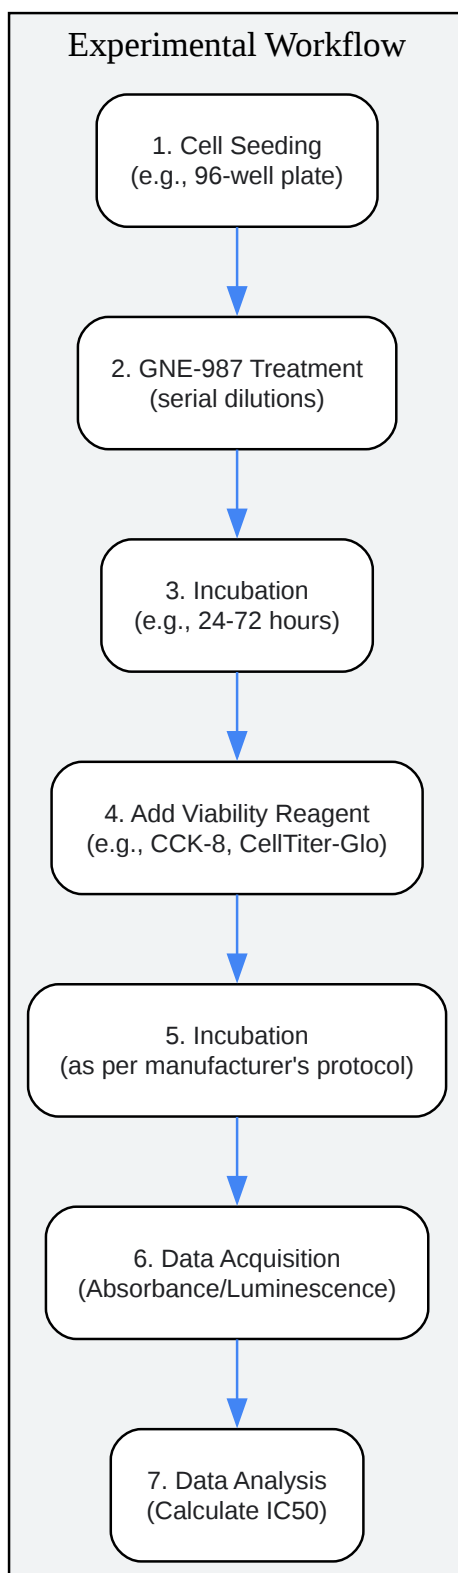 Experimental Workflow
1. Cell Seeding
(e.g., 96-well plate)
2. GNE-987 Treatment
(serial dilutions)
3. Incubation
(e.g., 24-72 hours)
4. Add Viability Reagent
(e.g., CCK-8, CellTiter-Glo)
5. Incubation
(as per manufacturer's protocol)
6. Data Acquisition
(Absorbance/Luminescence)
7. Data Analysis
(Calculate IC50)